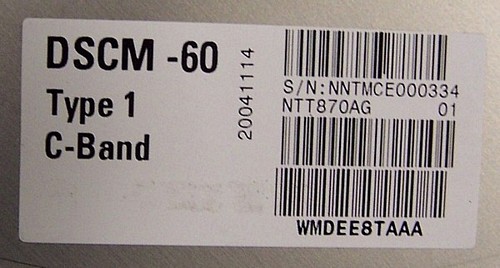 DSCM -60
Type 1
C-Band
20041114
S/N:NNTMCE000334
NTT870AG 01
WMDEE8TAAA